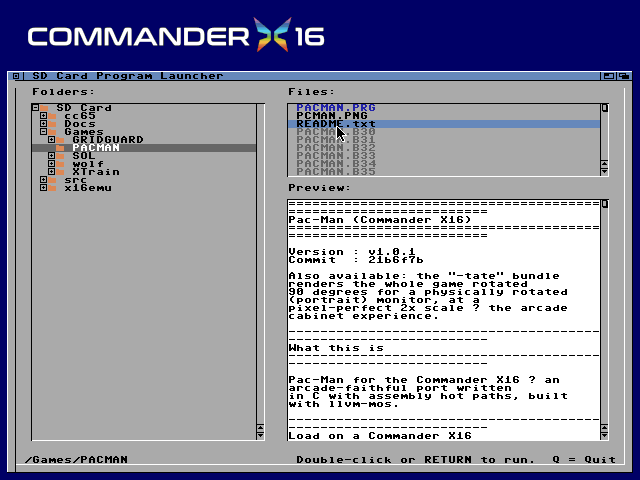 COMMANDER X16
SD Card Program Launcher
Folders:
SD Card
cc65
Docs
Games
GRIDGUARD
PACMAN
SOL
wolf
XTrain
src
x16emu
Files:
PACMAN.PRG
PCMAN.PNG
README.txt
PACMAN.B30
PACMAN.B31
PACMAN.B32
PACMAN.B33
PACMAN.B34
PACMAN.B35
Preview:
=======================================
=========================
Pac-Man (Commander X16)
=======================================
=========================
Version : v1.0.1
Commit  : 21b6f7b
Also available: the "-tate" bundle
renders the whole game rotated
90 degrees for a physically rotated
(portrait) monitor, at a
pixel-perfect 2x scale ? the arcade
cabinet experience.
---------------------------------------
-------------------------
What this is
---------------------------------------
-------------------------
Pac-Man for the Commander X16 ? an
arcade-faithful port written
in C with assembly hot paths, built
with llvm-mos.
---------------------------------------
-------------------------
Load on a Commander X16
/Games/PACMAN
Double-click or RETURN to run.  Q = Quit